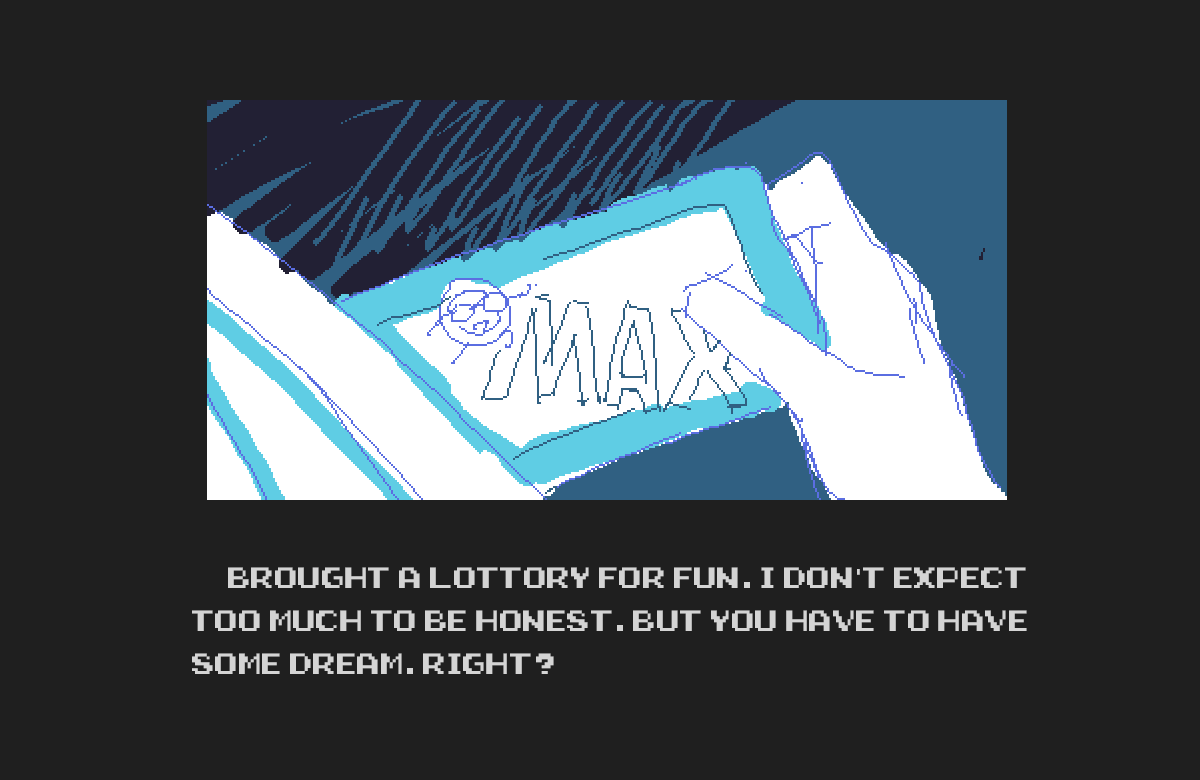 MAX
BROUGHT A LOTTORY FOR FUN. I DON'T EXPECT
TOO MUCH TO BE HONEST. BUT YOU HAVE TO HAVE
SOME DREAM. RIGHT?